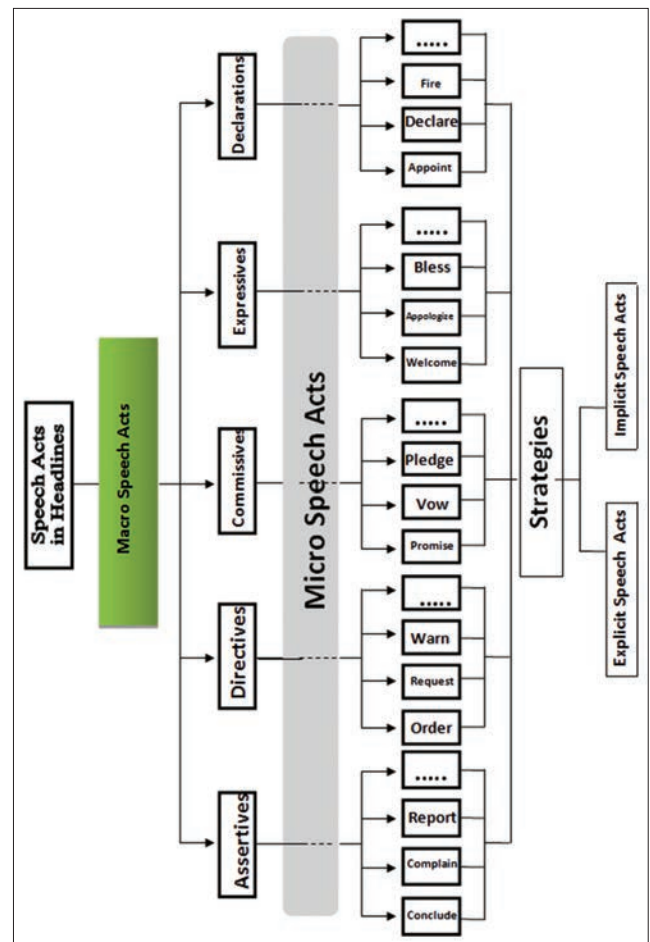 Speech Acts
in Headlines
Macro Speech Acts
Assertives
Directives
Commissives
Expressives
Declarations
Micro Speech Acts
Conclude
Complain
Report
.....
Order
Request
Warn
.....
Promise
Vow
Pledge
.....
Welcome
Appologize
Bless
.....
Appoint
Declare
Fire
.....
Strategies
Explicit Speech Acts
Implicit Speech Acts